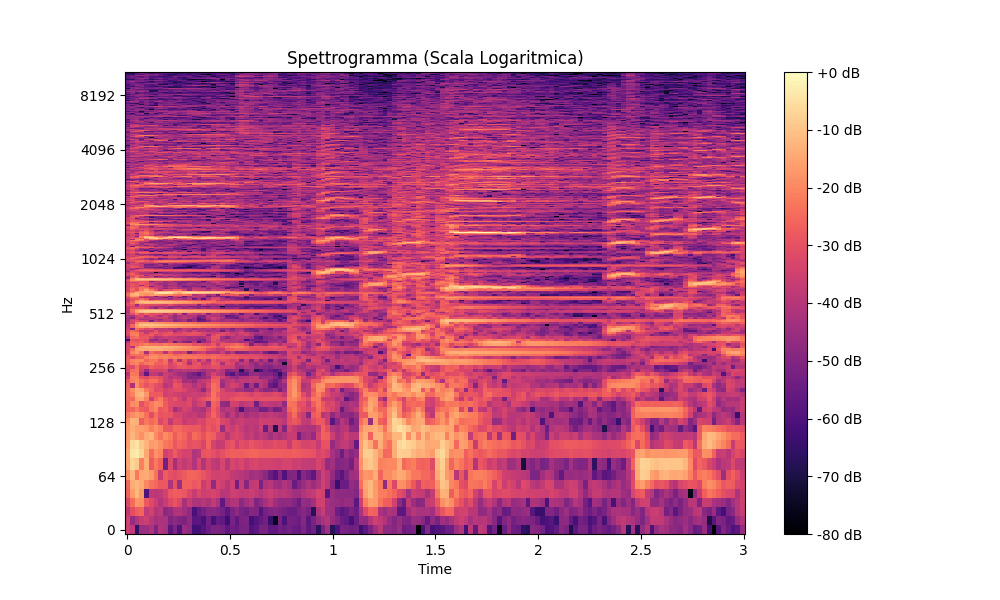 Spettrogramma (Scala Logaritmica)
8192
4096
2048
1024
512
256
128
64
0
Hz
0
0.5
1
1.5
2
2.5
3
Time
+0 dB
-10 dB
-20 dB
-30 dB
-40 dB
-50 dB
-60 dB
-70 dB
-80 dB